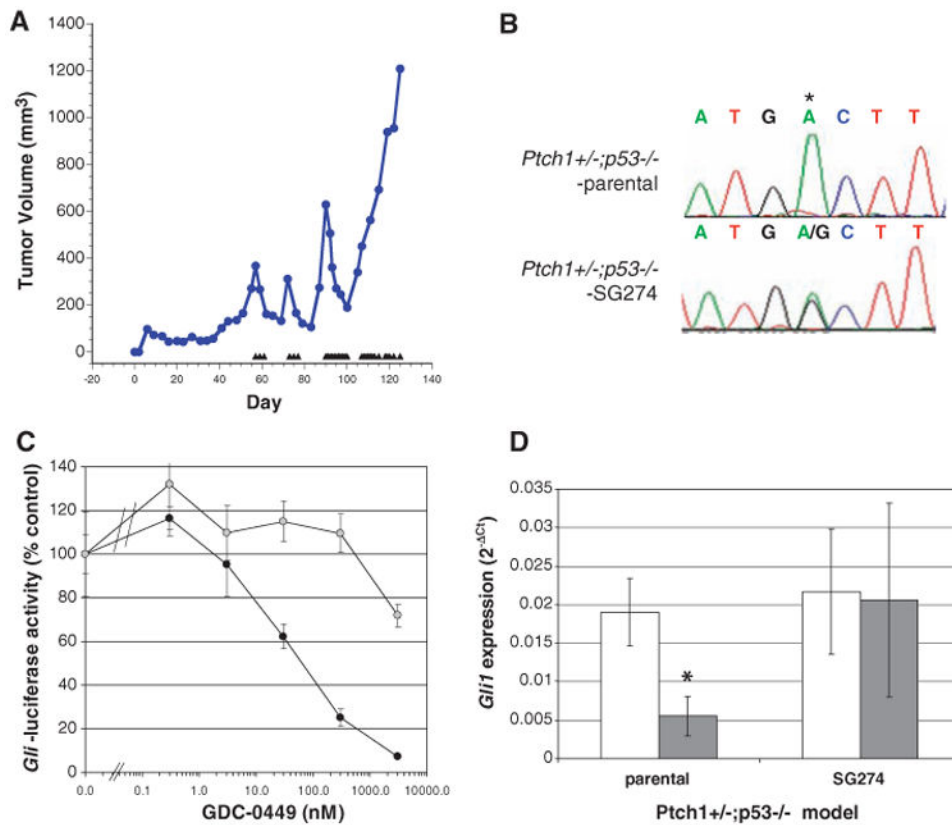 A
Tumor Volume (mm³)
1400
1200
1000
800
600
400
200
0
-20
0
20
40
60
80
100
120
140
Day
B
*
A T G A C T T
Ptch1+/-;p53-/-
-parental
A T G A/G C T T
Ptch1+/-;p53-/-
-SG274
C
Gli-luciferase activity (% control)
140
120
100
80
60
40
20
0
0.0
0.1
1.0
10.0
100.0
1000.0
10000.0
GDC-0449 (nM)
D
Gli1 expression (2^-ΔCt)
0.035
0.03
0.025
0.02
0.015
0.01
0.005
0
*
parental
SG274
Ptch1+/-;p53-/- model